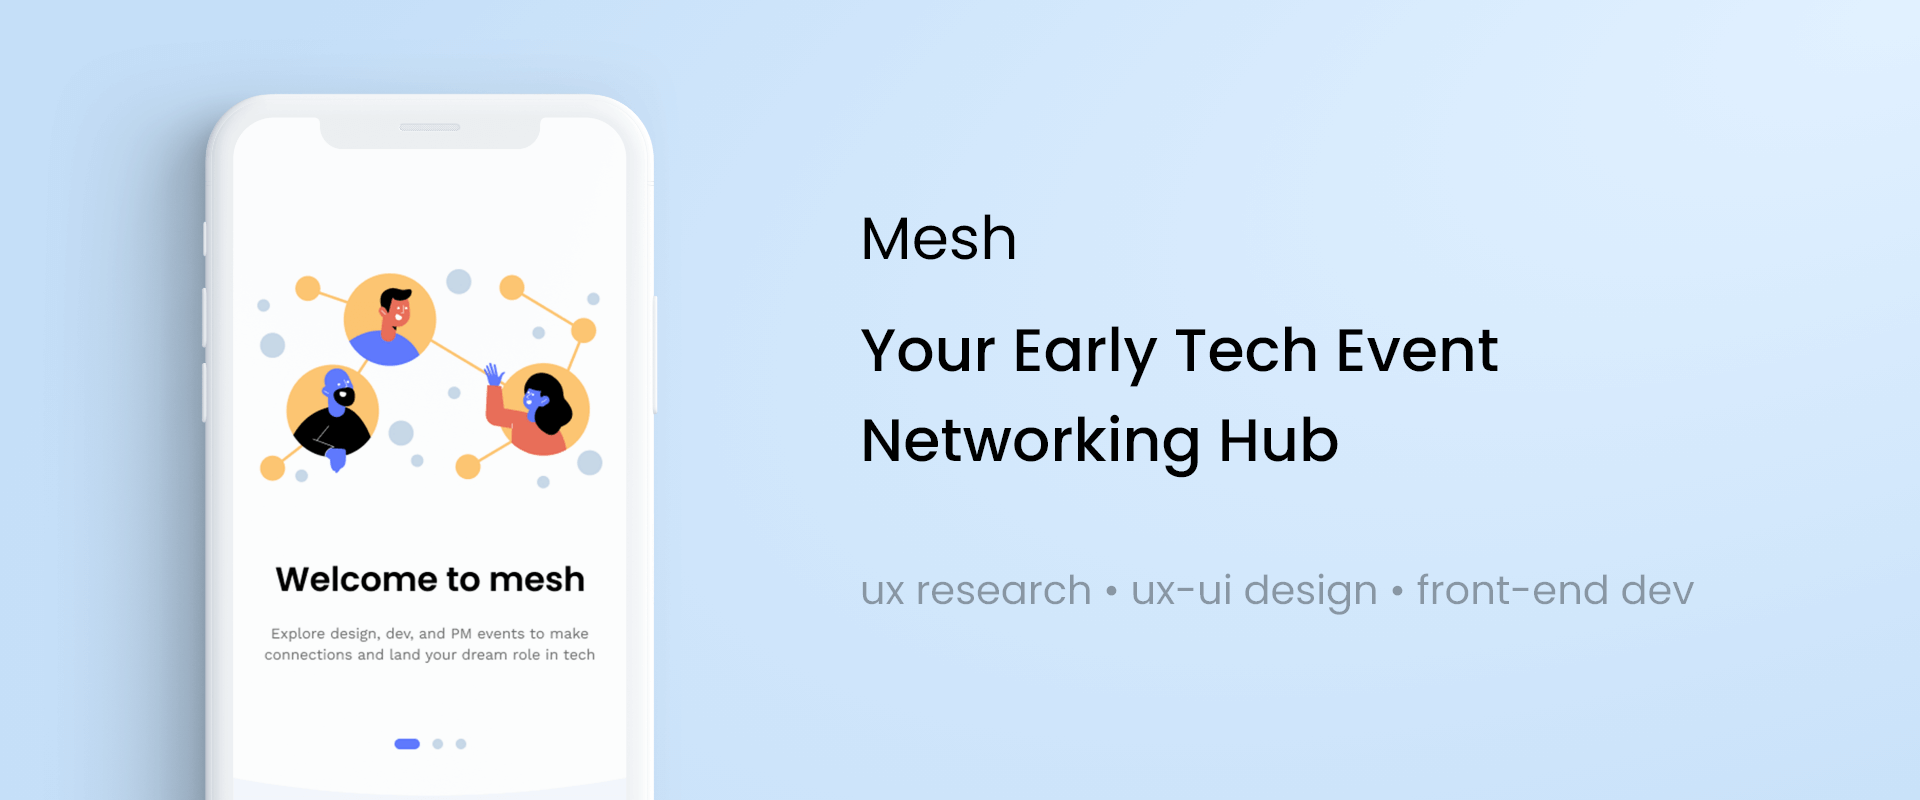 Mesh
Your Early Tech Event
Networking Hub
ux research • ux-ui design • front-end dev
Welcome to mesh
Explore design, dev, and PM events to make
connections and land your dream role in tech